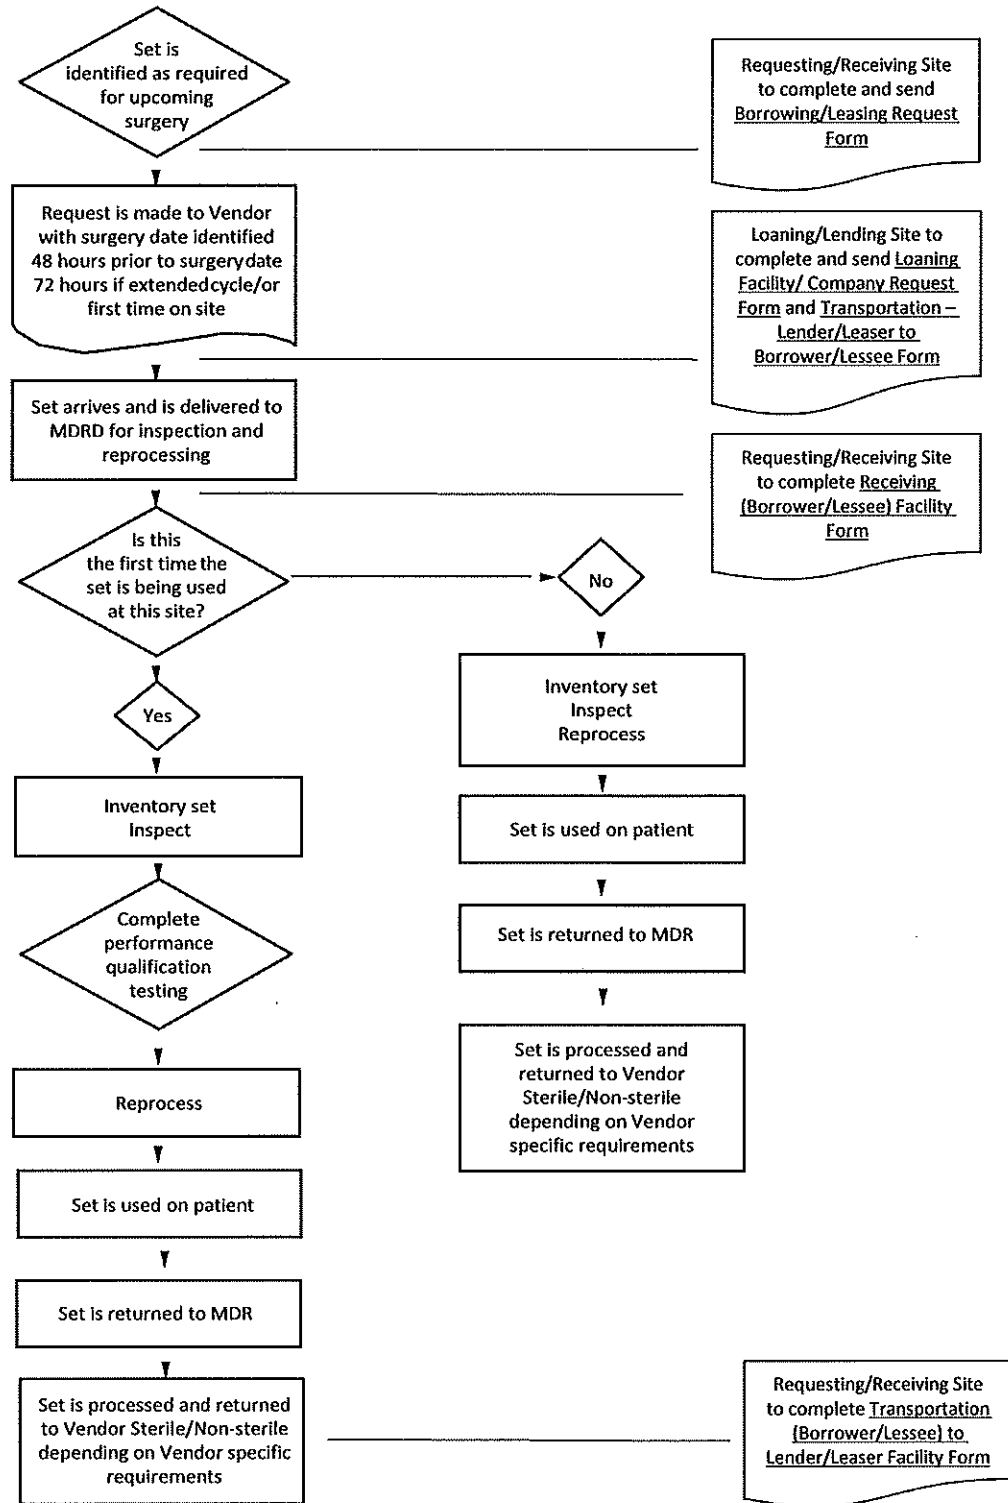 Set is
identified as required
for upcoming
surgery
Requesting/Receiving Site
to complete and send
Borrowing/Leasing Request
Form
Request is made to Vendor
with surgery date identified
48 hours prior to surgery date
72 hours if extended cycle/or
first time on site
Loaning/Lending Site to
complete and send Loaning
Facility/ Company Request
Form and Transportation –
Lender/Leaser to
Borrower/Lessee Form
Set arrives and is delivered to
MDRD for inspection and
reprocessing
Requesting/Receiving Site
to complete Receiving
(Borrower/Lessee) Facility
Form
Is this
the first time the
set is being used
at this site?
No
Yes
Inventory set
Inspect
Reprocess
Inventory set
Inspect
Set is used on patient
Complete
performance
qualification
testing
Set is returned to MDR
Reprocess
Set is processed and
returned to Vendor
Sterile/Non-sterile
depending on Vendor
specific requirements
Set is used on patient
Set is returned to MDR
Set is processed and returned
to Vendor Sterile/Non-sterile
depending on Vendor specific
requirements
Requesting/Receiving Site
to complete Transportation
(Borrower/Lessee) to
Lender/Leaser Facility Form